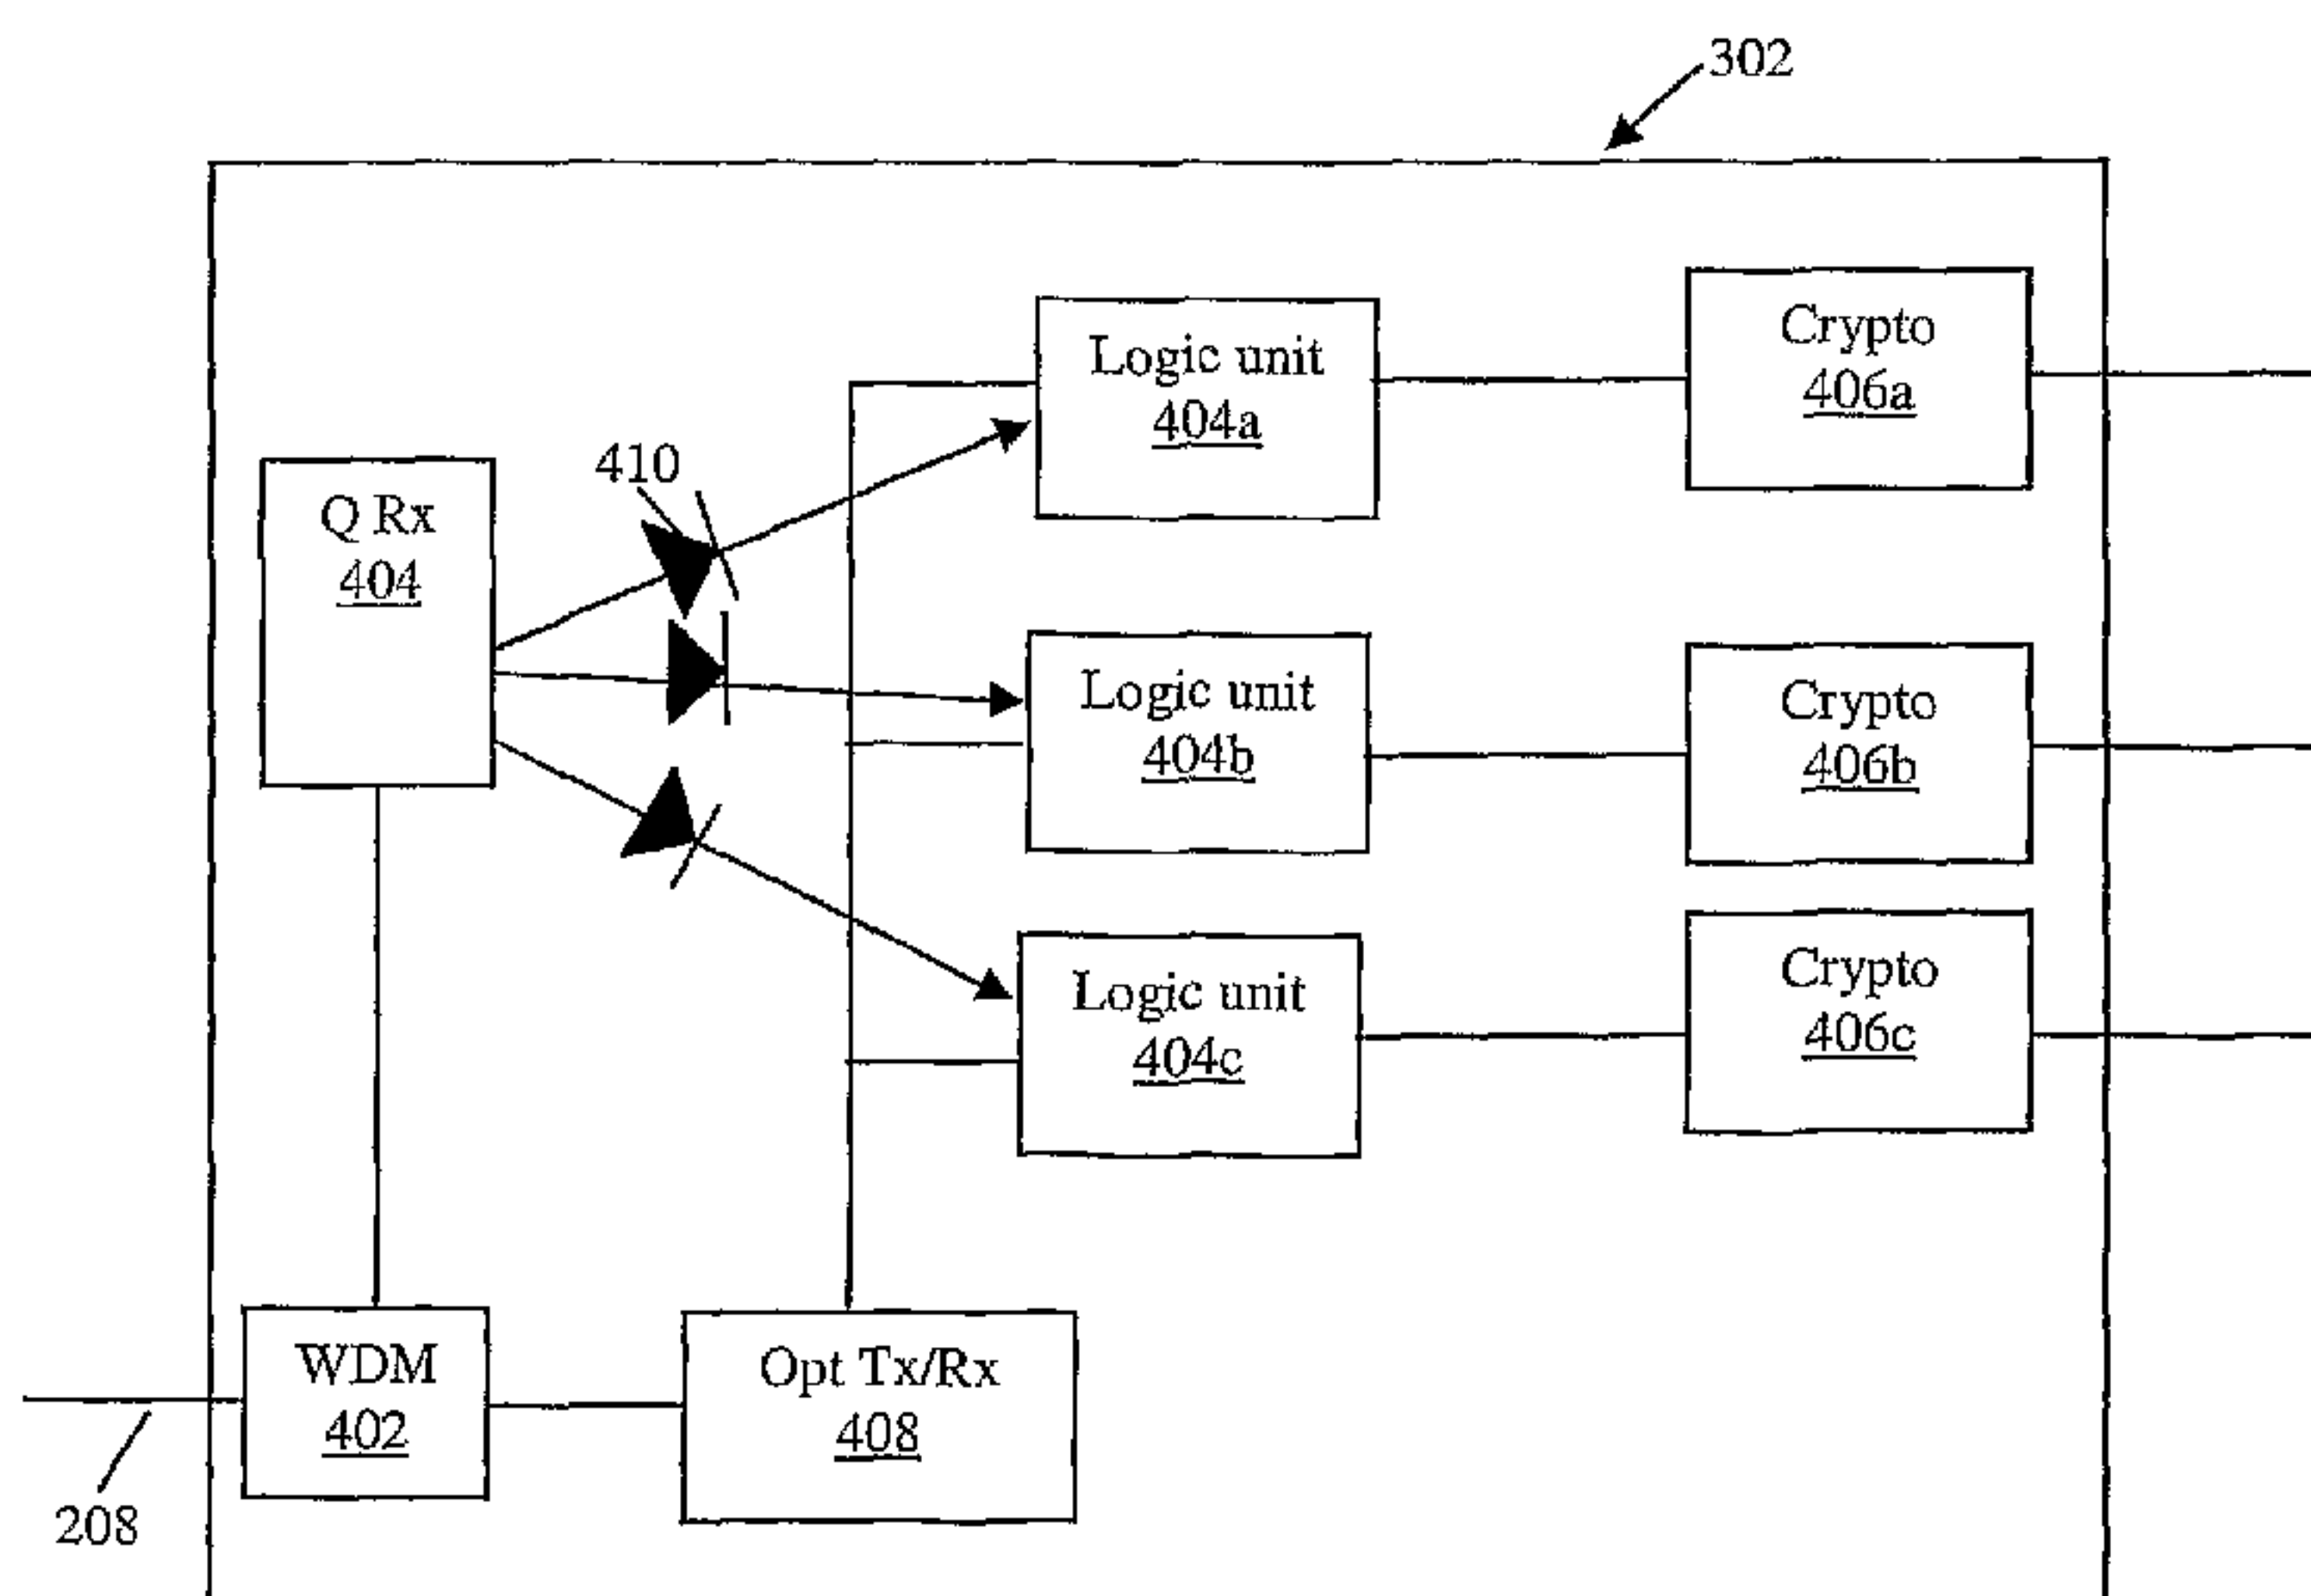 302
Logic unit
404a
Crypto
406a
410
Q Rx
404
Logic unit
404b
Crypto
406b
Logic unit
404c
Crypto
406c
WDM
402
Opt Tx/Rx
408
208